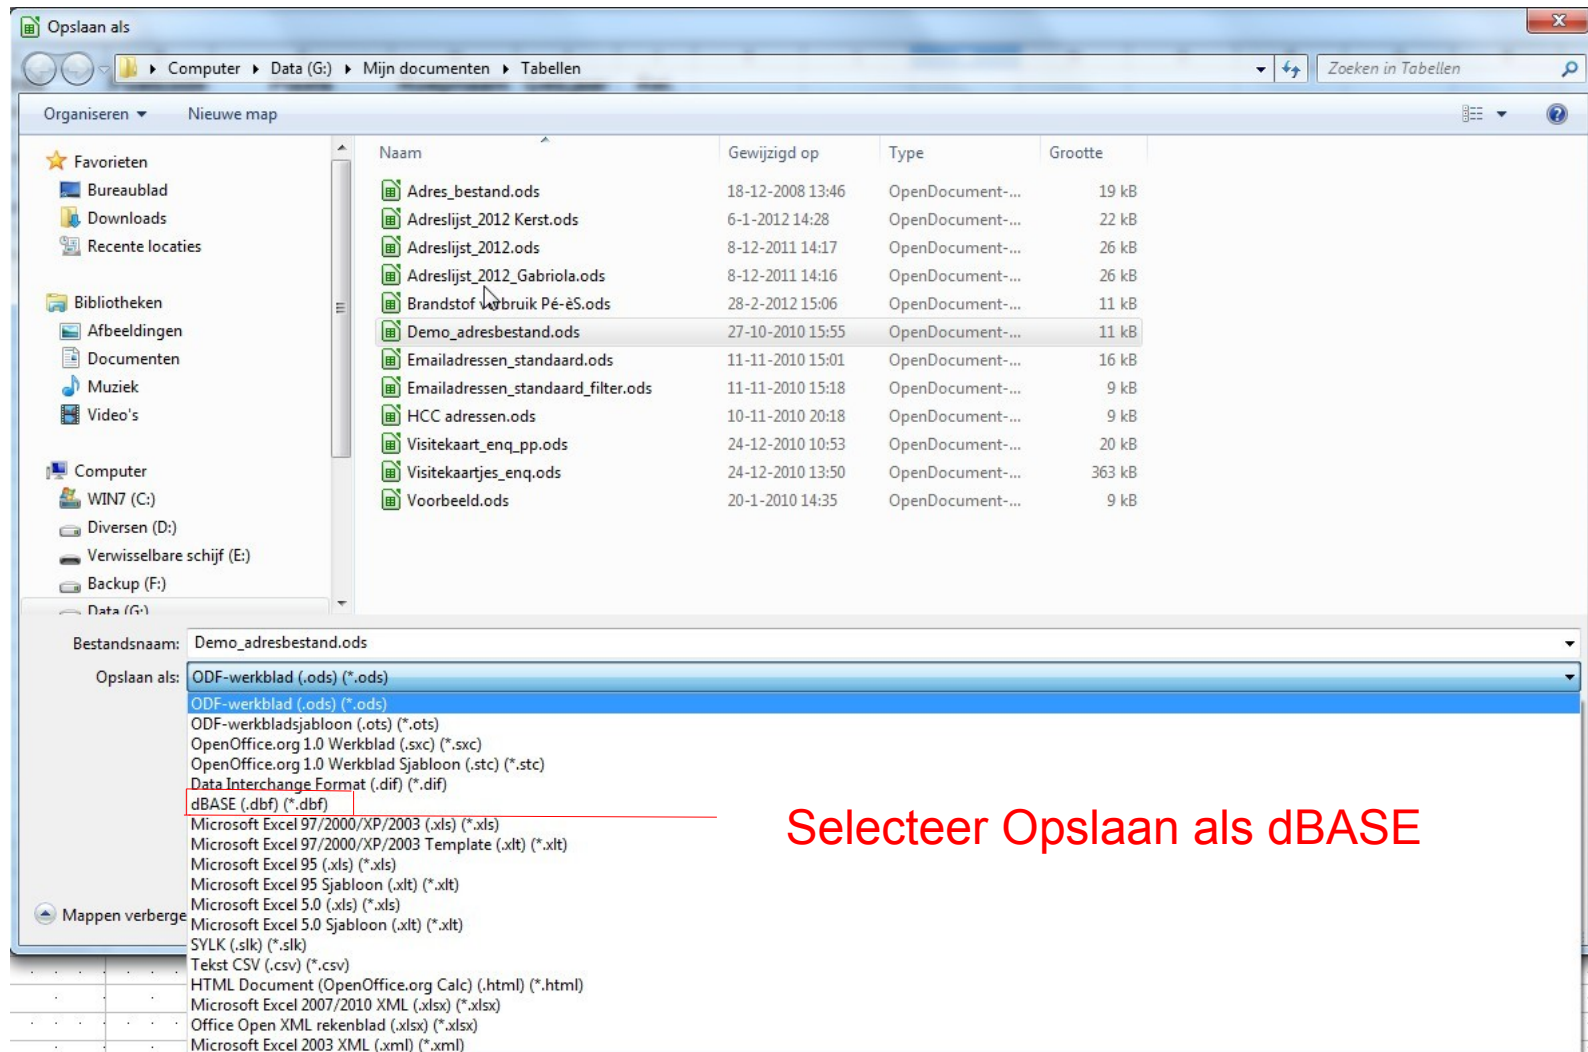 Opslaan als
Computer Data (G:) Mijn documenten Tabellen
Zoeken in Tabellen
Organiseren Nieuwe map
Naam Gewijzigd op Type Grootte
Favorieten
Bureaublad
Downloads
Recente locaties
Bibliotheken
Afbeeldingen
Documenten
Muziek
Video's
Computer
WIN7 (C:)
Diversen (D:)
Verwisselbare schijf (E:)
Backup (F:)
Data (G:)
Adres_bestand.ods 18-12-2008 13:46 OpenDocument-... 19 kB
Adreslijst_2012 Kerst.ods 6-1-2012 14:28 OpenDocument-... 22 kB
Adreslijst_2012.ods 8-12-2011 14:17 OpenDocument-... 26 kB
Adreslijst_2012_Gabriola.ods 8-12-2011 14:16 OpenDocument-... 26 kB
Brandstof verbruik Pé-èS.ods 28-2-2012 15:06 OpenDocument-... 11 kB
Demo_adresbestand.ods 27-10-2010 15:55 OpenDocument-... 11 kB
Emailadressen_standaard.ods 11-11-2010 15:01 OpenDocument-... 16 kB
Emailadressen_standaard_filter.ods 11-11-2010 15:18 OpenDocument-... 9 kB
HCC adressen.ods 10-11-2010 20:18 OpenDocument-... 9 kB
Visitekaart_enq_pp.ods 24-12-2010 10:53 OpenDocument-... 20 kB
Visitekaartjes_enq.ods 24-12-2010 13:50 OpenDocument-... 363 kB
Voorbeeld.ods 20-1-2010 14:35 OpenDocument-... 9 kB
Bestandsnaam: Demo_adresbestand.ods
Opslaan als: ODF-werkblad (.ods) (*.ods)
ODF-werkblad (.ods) (*.ods)
ODF-werkbladsjabloon (.ots) (*.ots)
OpenOffice.org 1.0 Werkblad (.sxc) (*.sxc)
OpenOffice.org 1.0 Werkblad Sjabloon (.stc) (*.stc)
Data Interchange Format (.dif) (*.dif)
dBASE (.dbf) (*.dbf)
Microsoft Excel 97/2000/XP/2003 (.xls) (*.xls)
Microsoft Excel 97/2000/XP/2003 Template (.xlt) (*.xlt)
Microsoft Excel 95 (.xls) (*.xls)
Microsoft Excel 95 Sjabloon (.xlt) (*.xlt)
Microsoft Excel 5.0 (.xls) (*.xls)
Microsoft Excel 5.0 Sjabloon (.xlt) (*.xlt)
SYLK (.slk) (*.slk)
Tekst CSV (.csv) (*.csv)
HTML Document (OpenOffice.org Calc) (.html) (*.html)
Microsoft Excel 2007/2010 XML (.xlsx) (*.xlsx)
Office Open XML rekenblad (.xlsx) (*.xlsx)
Microsoft Excel 2003 XML (.xml) (*.xml)
Selecteer Opslaan als dBASE
Mappen verberge